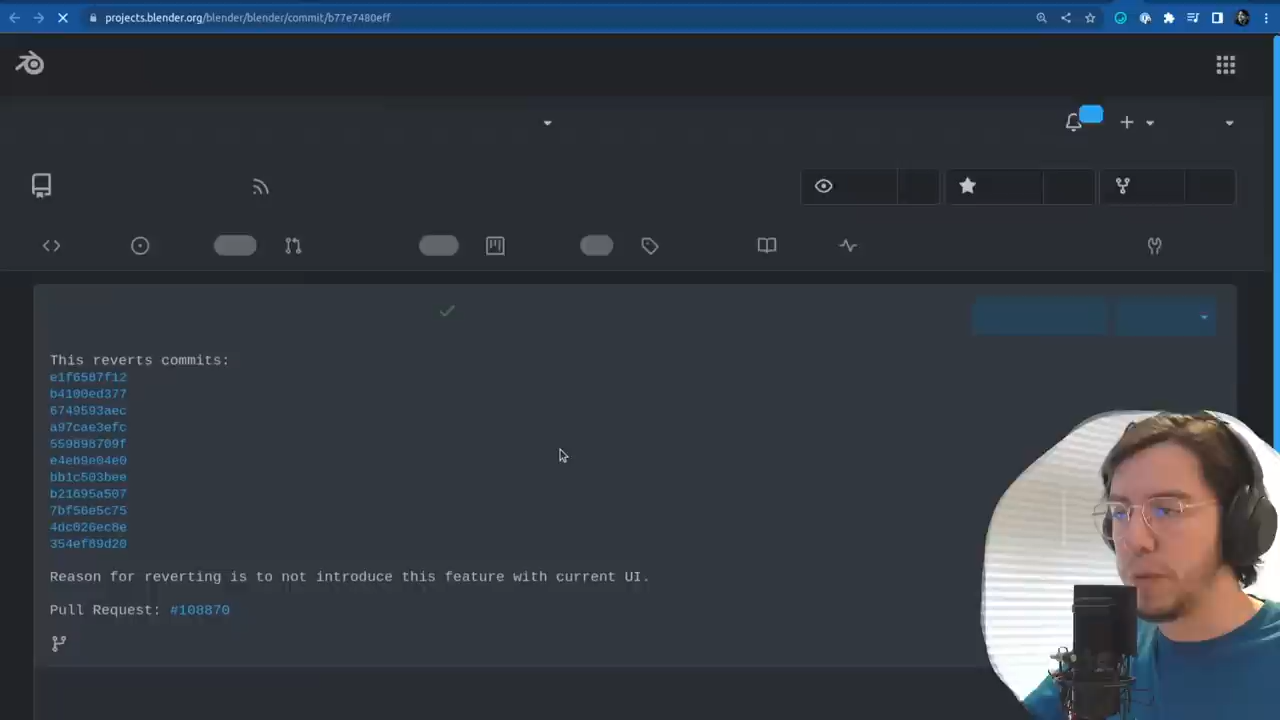 projects.blender.org/blender/blender/commit/b77e7480eff
This reverts commits:
e1f6587f12
b4100ed377
6749593aec
a97cae3efc
559898709f
e4eb9e04e0
bb1c503bee
b21695a507
7bf56e5c75
4dc026ec8e
354ef89d20
Reason for reverting is to not introduce this feature with current UI.
Pull Request: #108870